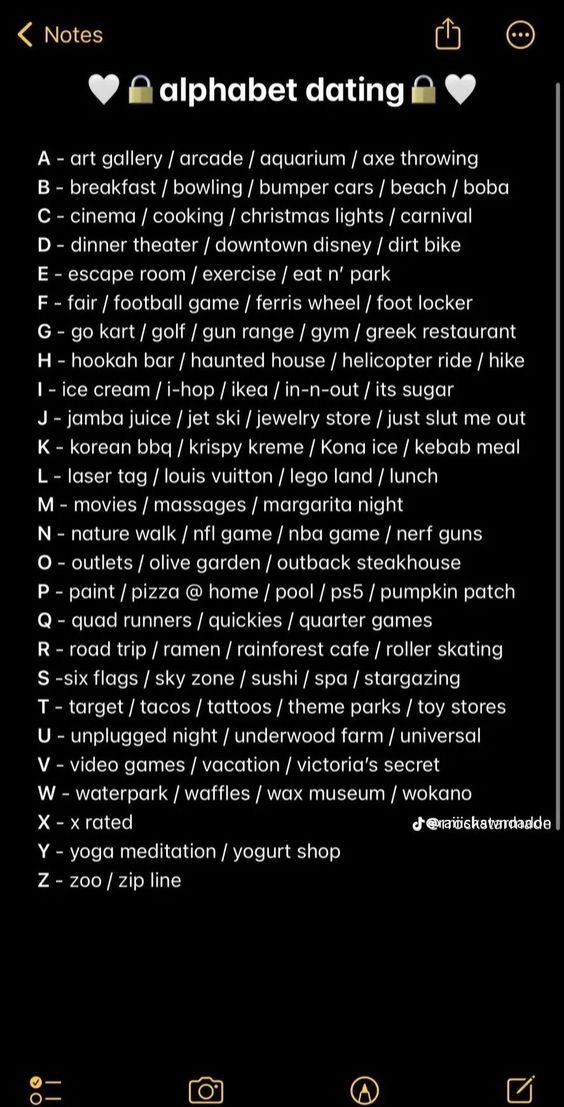 Notes
🤍🔒alphabet dating🔒🤍
A - art gallery / arcade / aquarium / axe throwing
B - breakfast / bowling / bumper cars / beach / boba
C - cinema / cooking / christmas lights / carnival
D - dinner theater / downtown disney / dirt bike
E - escape room / exercise / eat n’ park
F - fair / football game / ferris wheel / foot locker
G - go kart / golf / gun range / gym / greek restaurant
H - hookah bar / haunted house / helicopter ride / hike
I - ice cream / i-hop / ikea / in-n-out / its sugar
J - jamba juice / jet ski / jewelry store / just slut me out
K - korean bbq / krispy kreme / Kona ice / kebab meal
L - laser tag / louis vuitton / lego land / lunch
M - movies / massages / margarita night
N - nature walk / nfl game / nba game / nerf guns
O - outlets / olive garden / outback steakhouse
P - paint / pizza @ home / pool / ps5 / pumpkin patch
Q - quad runners / quickies / quarter games
R - road trip / ramen / rainforest cafe / roller skating
S -six flags / sky zone / sushi / spa / stargazing
T - target / tacos / tattoos / theme parks / toy stores
U - unplugged night / underwood farm / universal
V - video games / vacation / victoria’s secret
W - waterpark / waffles / wax museum / wokano
X - x rated
Y - yoga meditation / yogurt shop
Z - zoo / zip line